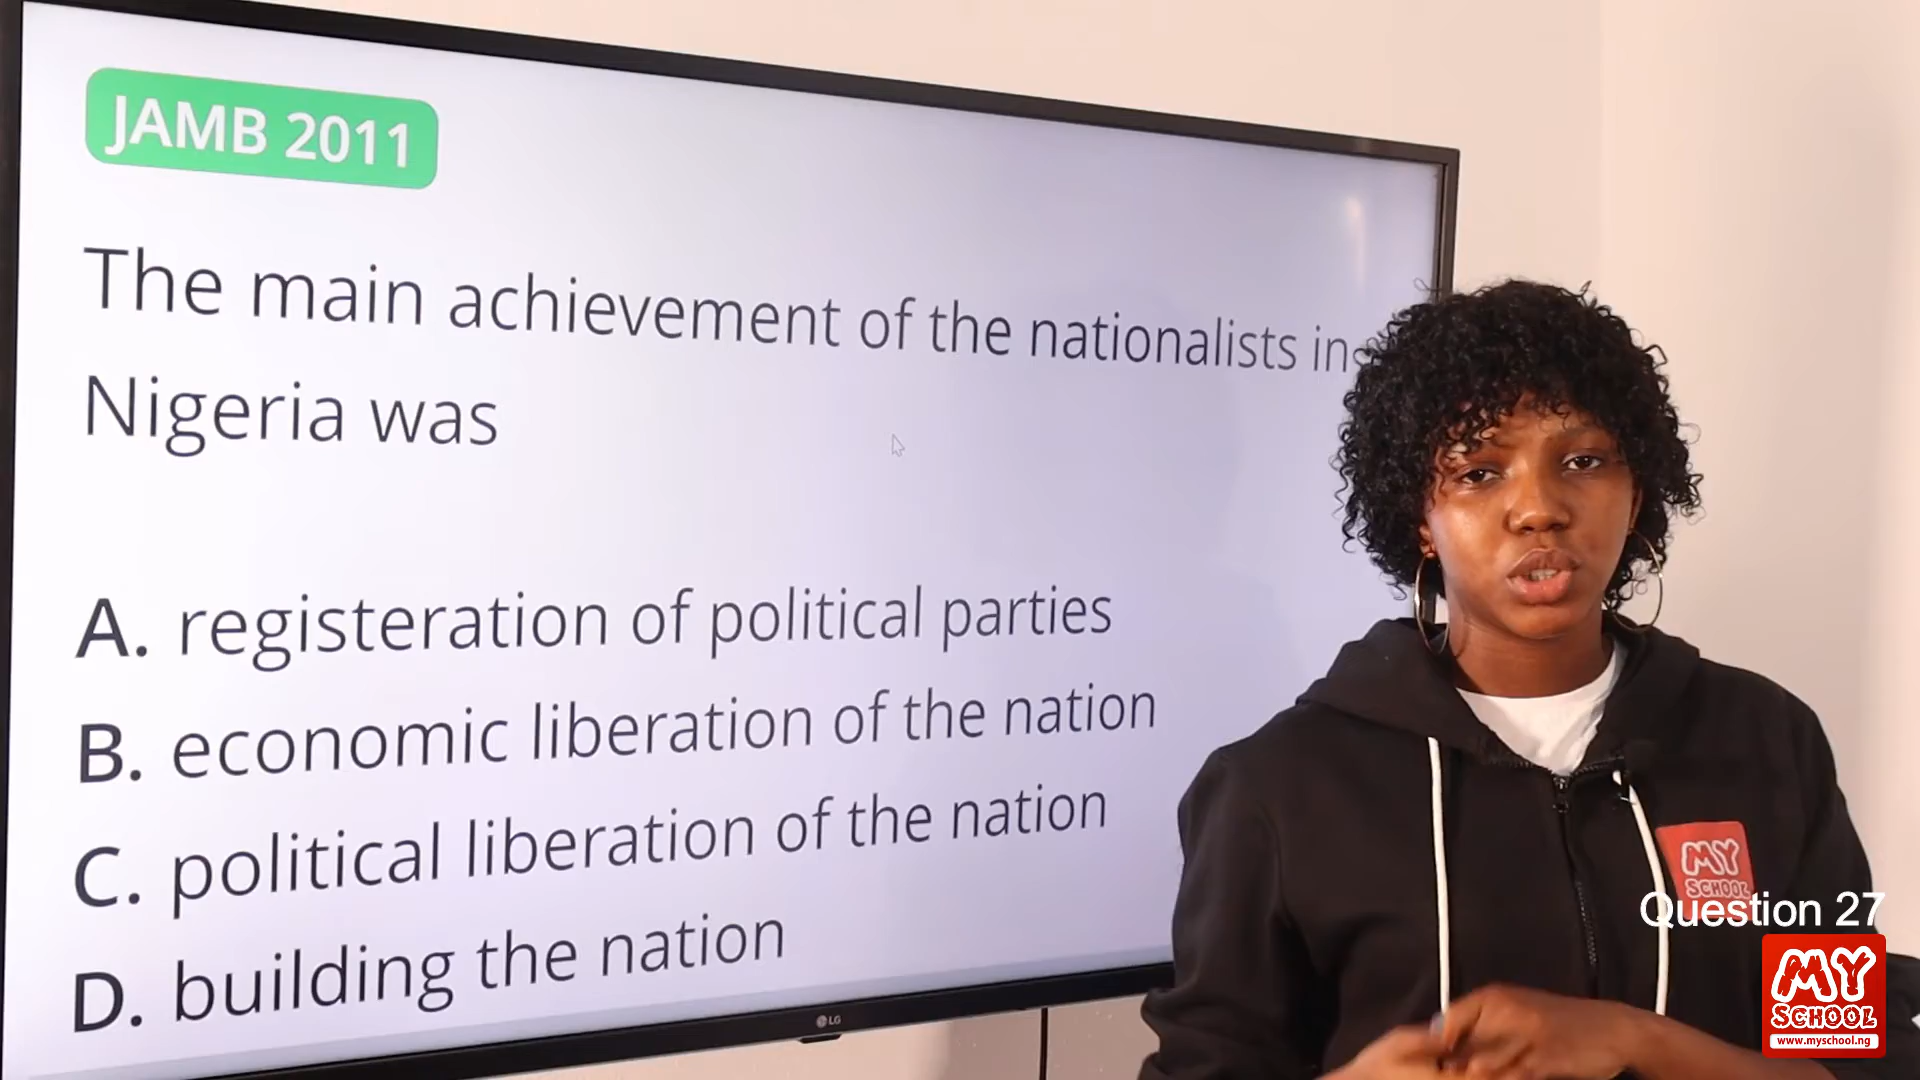 JAMB 2011
The main achievement of the nationalists in
Nigeria was
A. registeration of political parties
B. economic liberation of the nation
C. political liberation of the nation
D. building the nation
LG
MY
SCHOOL
Question 27
MY
SCHOOL
www.myschool.ng